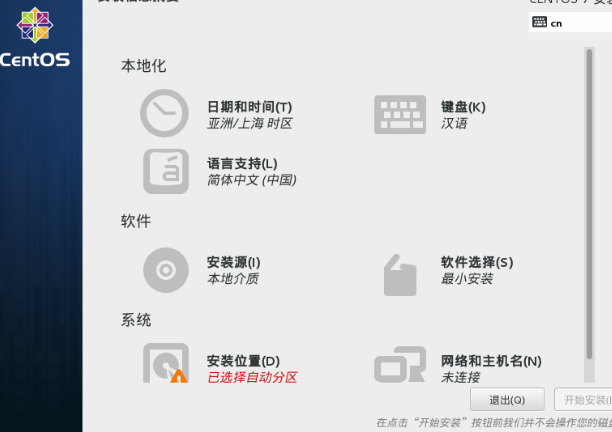 CENTOS 7 安装
cn
CentOS
本地化
日期和时间(T)
亚洲/上海 时区
键盘(K)
汉语
语言支持(L)
简体中文 (中国)
软件
安装源(I)
本地介质
软件选择(S)
最小安装
系统
安装位置(D)
已选择自动分区
网络和主机名(N)
未连接
退出(Q)
开始安装(
在点击“开始安装”按钮前我们并不会操作您的磁